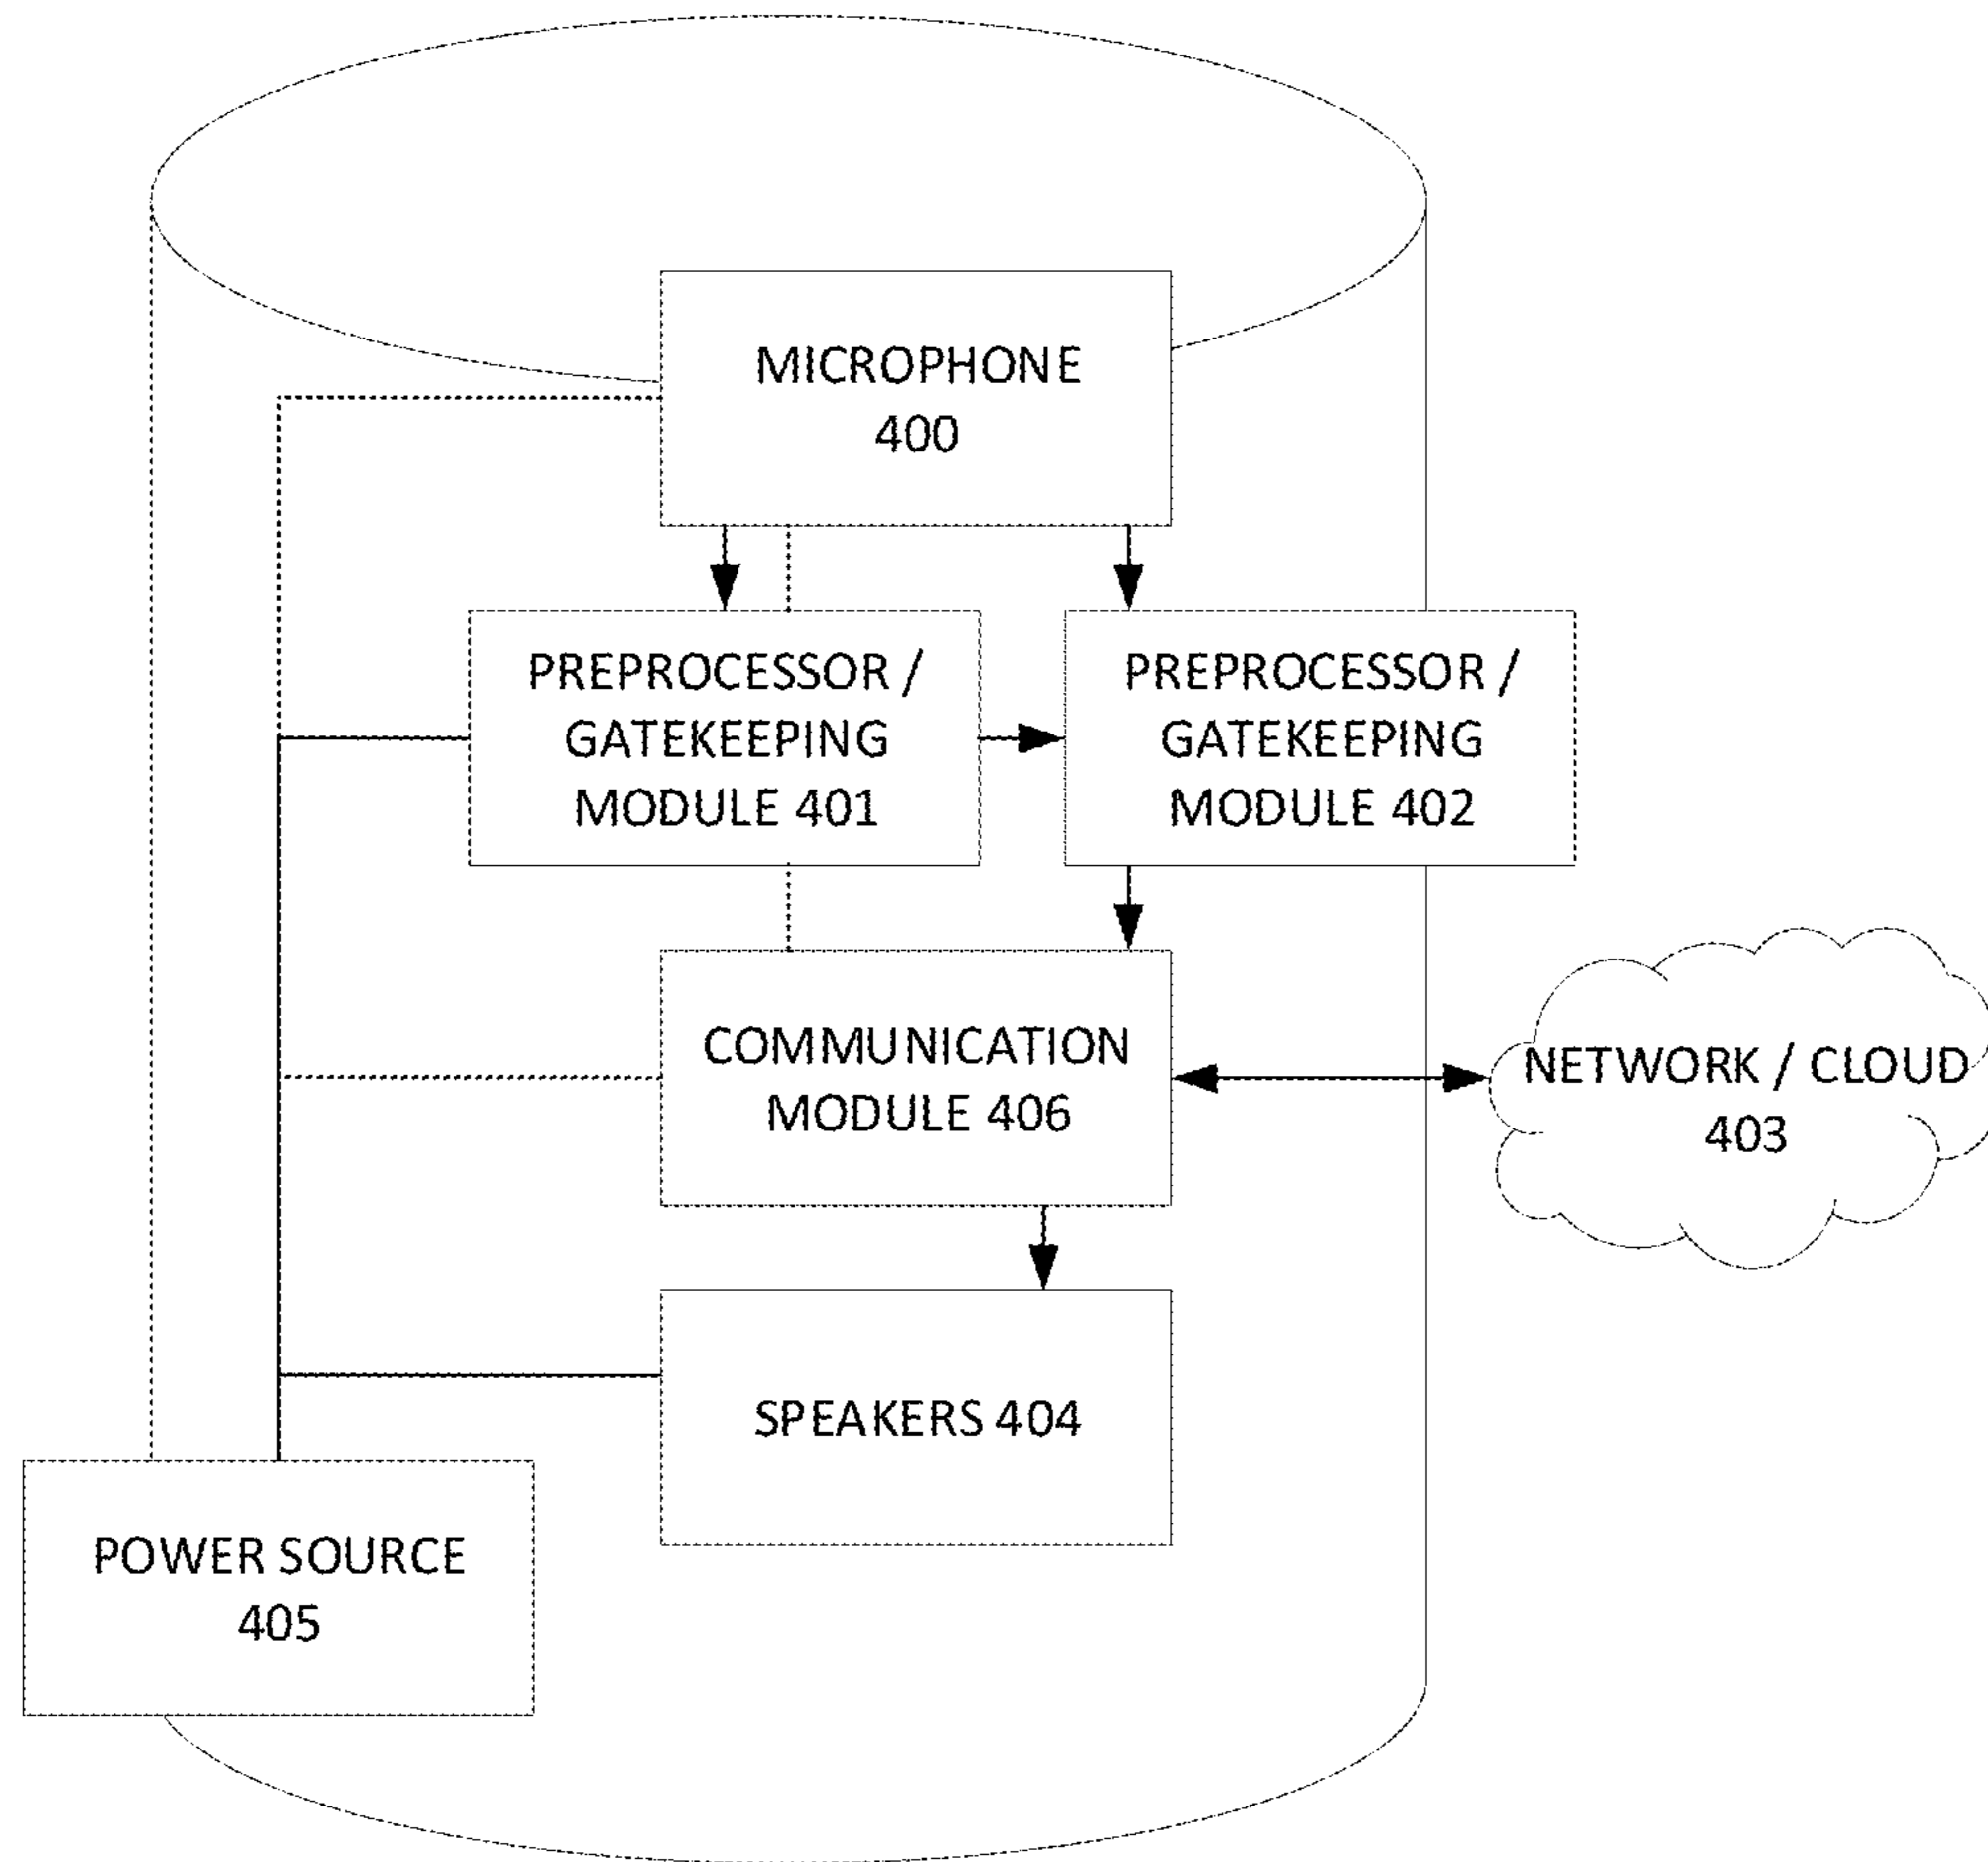 MICROPHONE
400
PREPROCESSOR /
GATEKEEPING
MODULE 401
PREPROCESSOR /
GATEKEEPING
MODULE 402
COMMUNICATION
MODULE 406
NETWORK / CLOUD
403
SPEAKERS 404
POWER SOURCE
405